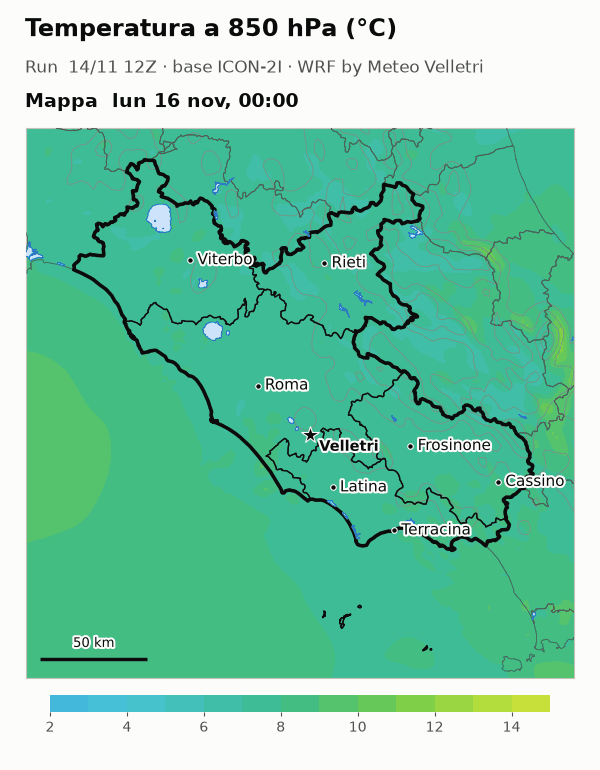 Temperatura a 850 hPa (°C)
Run  14/11 12Z · base ICON-2I · WRF by Meteo Velletri
Mappa  lun 16 nov, 00:00
Viterbo
Rieti
Roma
Velletri
Frosinone
Cassino
Latina
Terracina
50 km
2 4 6 8 10 12 14